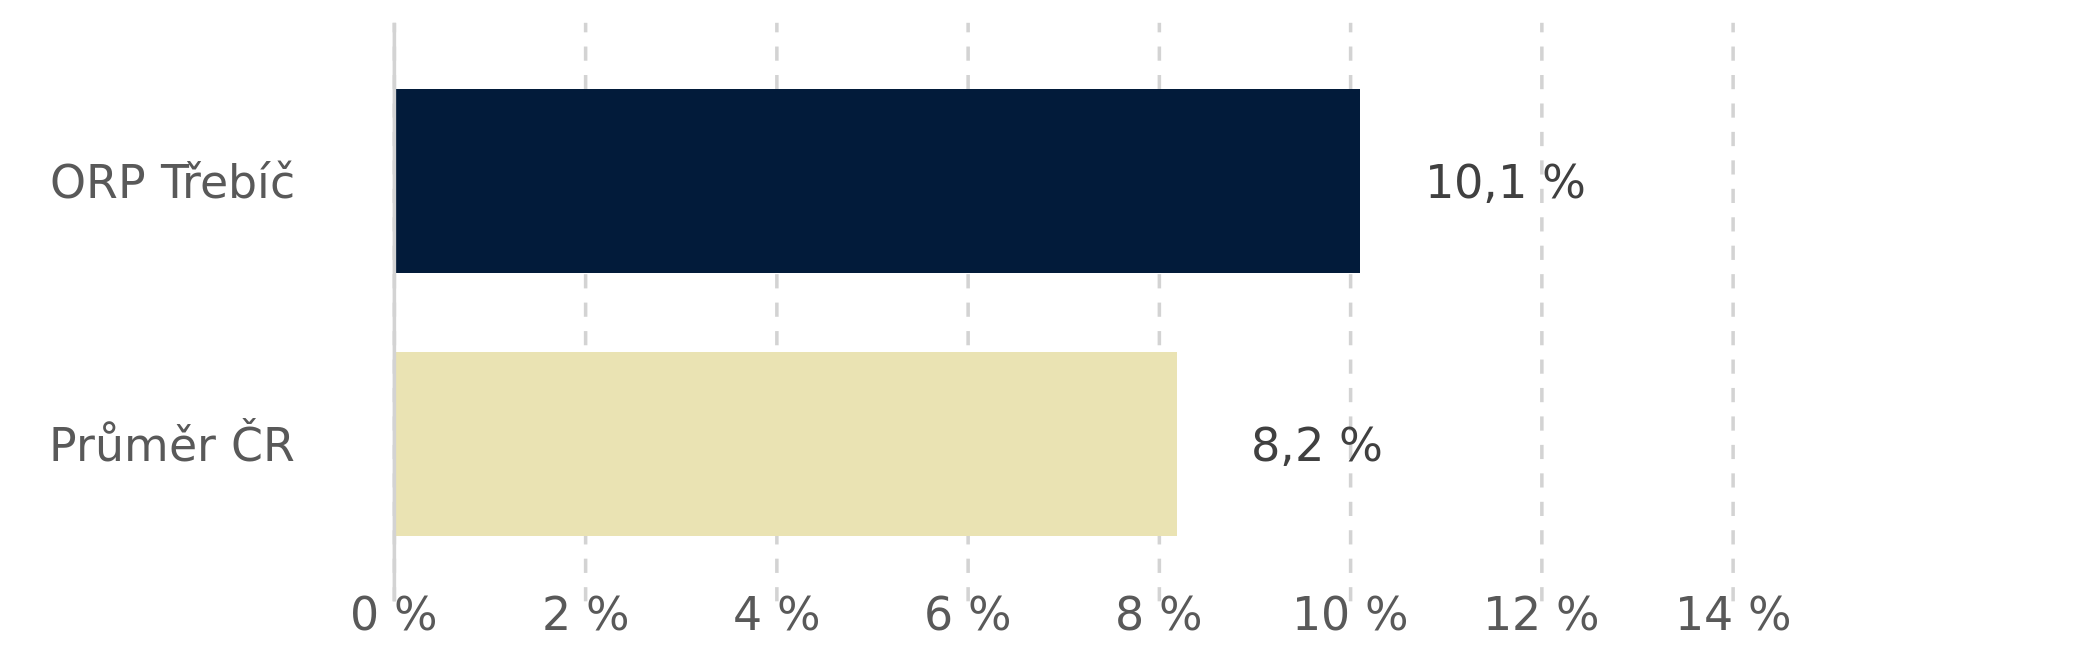 ORP Třebíč
10,1 %
Průměr ČR
8,2 %
0 % 2 % 4 % 6 % 8 % 10 % 12 % 14 %